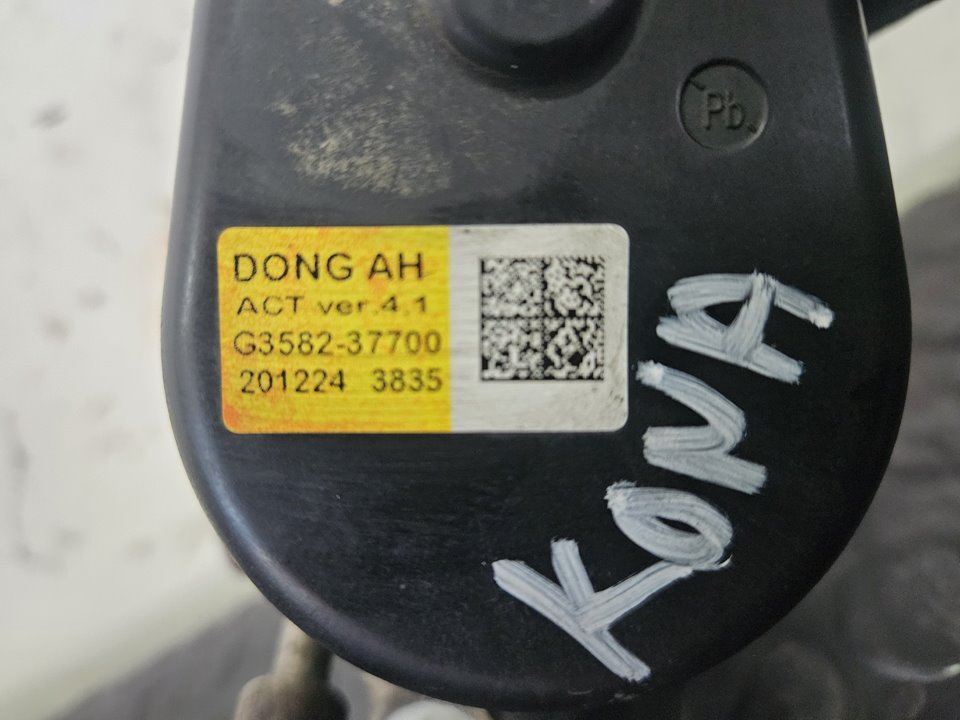 Pb
DONG AH
ACT ver.4.1
G3582-37700
201224 3835
KONA